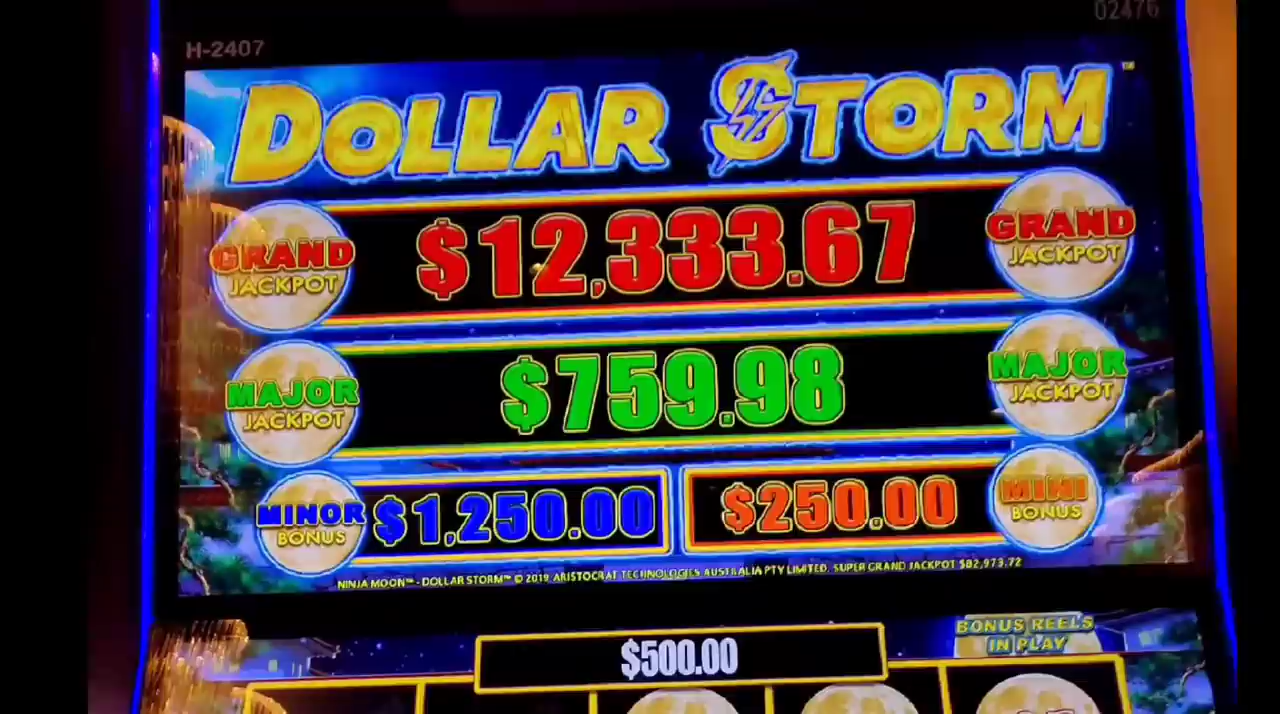 H-2407
02476
DOLLAR STORM™
GRAND JACKPOT
$12,333.67
GRAND JACKPOT
MAJOR JACKPOT
$759.98
MAJOR JACKPOT
MINOR BONUS
$1,250.00
$250.00
MINI BONUS
NINJA MOON™ - DOLLAR STORM™ © 2019 ARISTOCRAT TECHNOLOGIES AUSTRALIA PTY LIMITED. SUPER GRAND JACKPOT $82,973.72
$500.00
BONUS REELS
IN PLAY